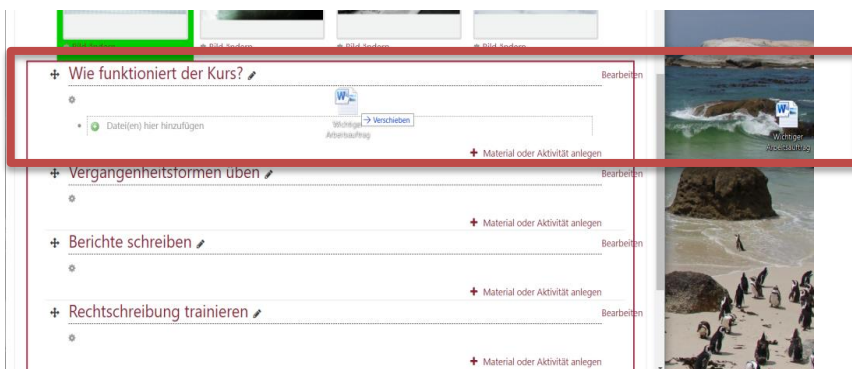 Bild ändern
Bild ändern
Bild ändern
Bild ändern
Wie funktioniert der Kurs?
Bearbeiten
Datei(en) hier hinzufügen
Wichtiger
Arbeitsauftrag
Verschieben
Wichtiger
Arbeitsauftrag
Material oder Aktivität anlegen
Vergangenheitsformen üben
Bearbeiten
Material oder Aktivität anlegen
Berichte schreiben
Bearbeiten
Material oder Aktivität anlegen
Rechtschreibung trainieren
Bearbeiten
Material oder Aktivität anlegen